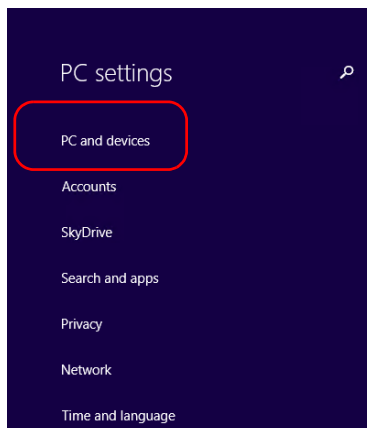 PC settings
PC and devices
Accounts
SkyDrive
Search and apps
Privacy
Network
Time and language